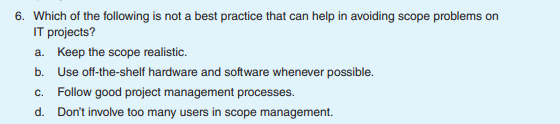 6. Which of the following is not a best practice that can help in avoiding scope problems on
IT projects?
a. Keep the scope realistic.
b. Use off-the-shelf hardware and software whenever possible.
c. Follow good project management processes.
d. Don't involve too many users in scope management.